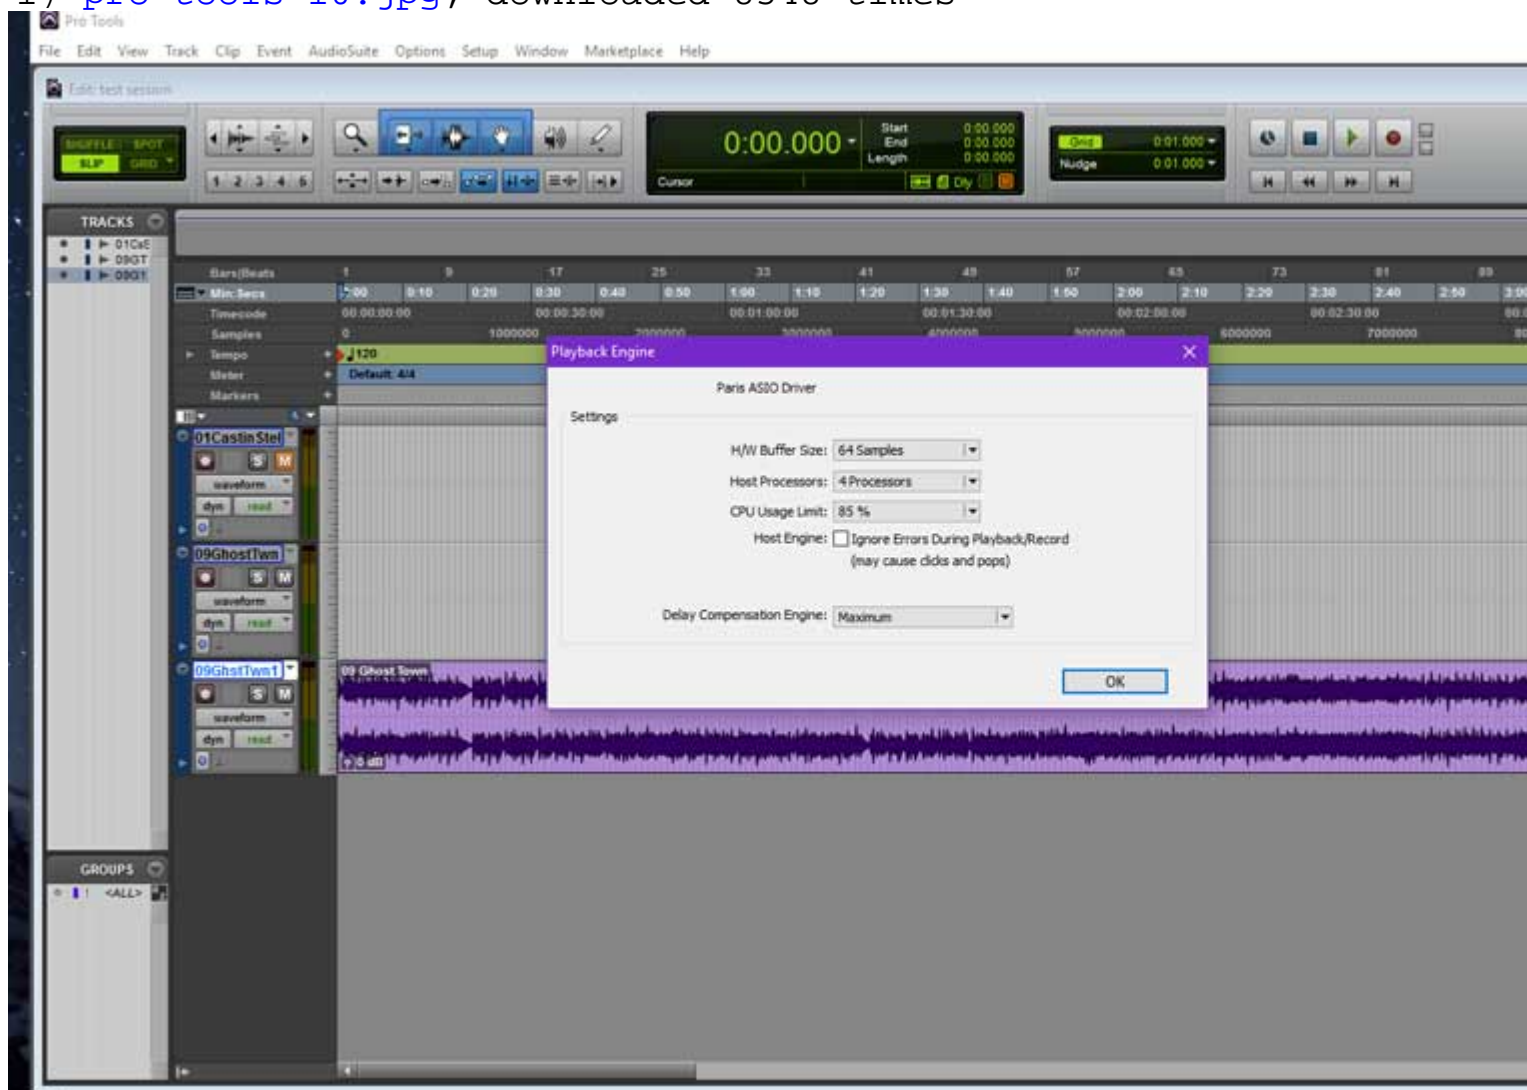 Pro Tools
File Edit View Track Clip Event AudioSuite Options Setup Window Marketplace Help
Edit: test session
SHUFFLE SPOT
SLIP GRID
1 2 3 4 5
0:00.000
Start 0:00.000
End 0:00.000
Length 0:00.000
Cursor
Dly
Grid 0:01.000
Nudge 0:01.000
TRACKS
01CsS
09GT
09G1
Bars|Beats 1 9 17 25 33 41 49 57 65 73 81 89
Min:Secs 0:00 0:10 0:20 0:30 0:40 0:50 1:00 1:10 1:20 1:30 1:40 1:50 2:00 2:10 2:20 2:30 2:40 2:50 3:00
Timecode 00:00:00:00 00:00:30:00 00:01:00:00 00:01:30:00 00:02:00:00 00:02:30:00
Samples 0 1000000 2000000 3000000 4000000 5000000 6000000 7000000
Tempo 120
Meter Default: 4/4
Markers
Playback Engine
Paris ASIO Driver
Settings
H/W Buffer Size: 64 Samples
Host Processors: 4 Processors
CPU Usage Limit: 85 %
Host Engine: Ignore Errors During Playback/Record
(may cause clicks and pops)
Delay Compensation Engine: Maximum
OK
01CastinStel
S M
waveform
dyn read
09GhostTwn
S M
waveform
dyn read
09GhstTwn1
S M
waveform
dyn read
09 Ghost Town
0 dB
GROUPS
! <ALL>